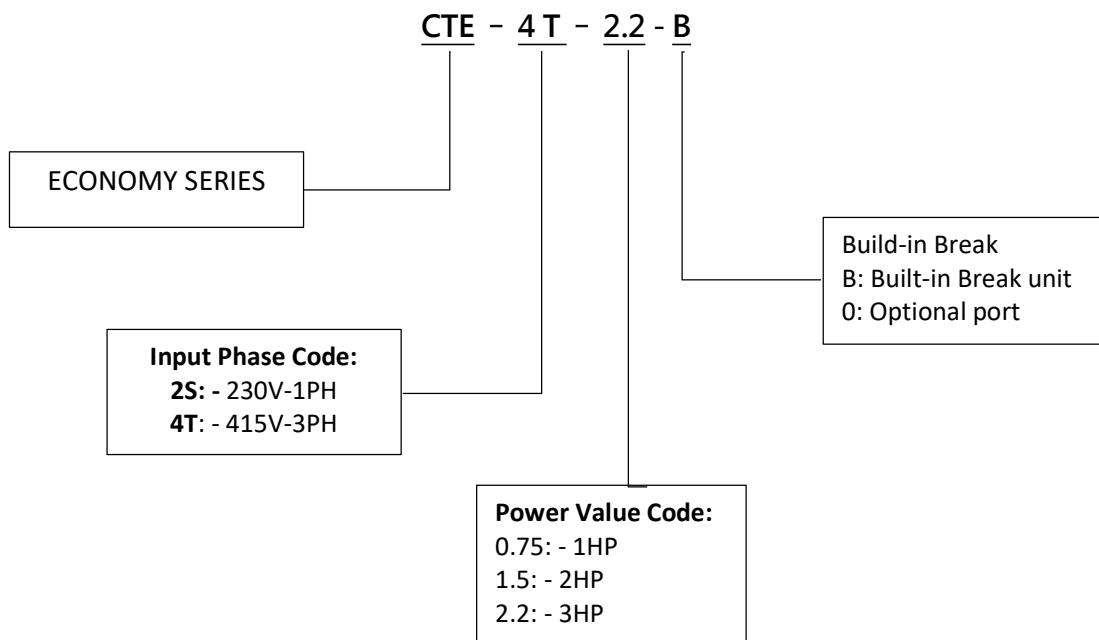 CTE - 4 T - 2.2 - B
ECONOMY SERIES
Build-in Break
B: Built-in Break unit
0: Optional port
Input Phase Code:
2S: - 230V-1PH
4T: - 415V-3PH
Power Value Code:
0.75: - 1HP
1.5: - 2HP
2.2: - 3HP